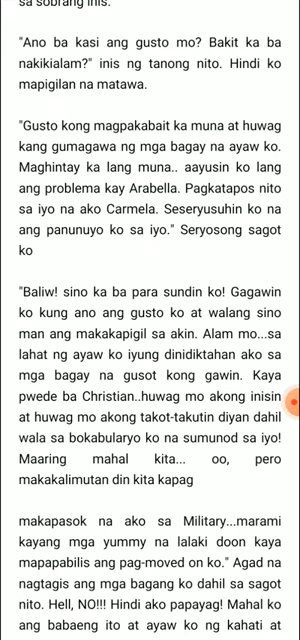 sa sobrang inis.
"Ano ba kasi ang gusto mo? Bakit ka ba
nakikialam?" inis ng tanong nito. Hindi ko
mapigilan na matawa.
"Gusto kong magpakabait ka muna at huwag
kang gumagawa ng mga bagay na ayaw ko.
Maghintay ka lang muna.. aayusin ko lang
ang problema kay Arabella. Pagkatapos nito
sa iyo na ako Carmela. Seseryusuhin ko na
ang panunuyo ko sa iyo." Seryosong sagot
ko
"Baliw! sino ka ba para sundin ko! Gagawin
ko kung ano ang gusto ko at walang sino
man ang makakapigil sa akin. Alam mo...sa
lahat ng ayaw ko iyung dinidiktahan ako sa
mga bagay na gusot kong gawin. Kaya
pwede ba Christian..huwag mo akong inisin
at huwag mo akong takot-takutin diyan dahil
wala sa bokabularyo ko na sumunod sa iyo!
Maaring mahal kita... oo, pero
makakalimutan din kita kapag
makapasok na ako sa Military...marami
kayang mga yummy na lalaki doon kaya
mapapabilis ang pag-moved on ko." Agad na
nagtagis ang mga bagang ko dahil sa sagot
nito. Hell, NO!!! Hindi ako papayag! Mahal ko
ang babaeng ito at ayaw ko ng kahati at